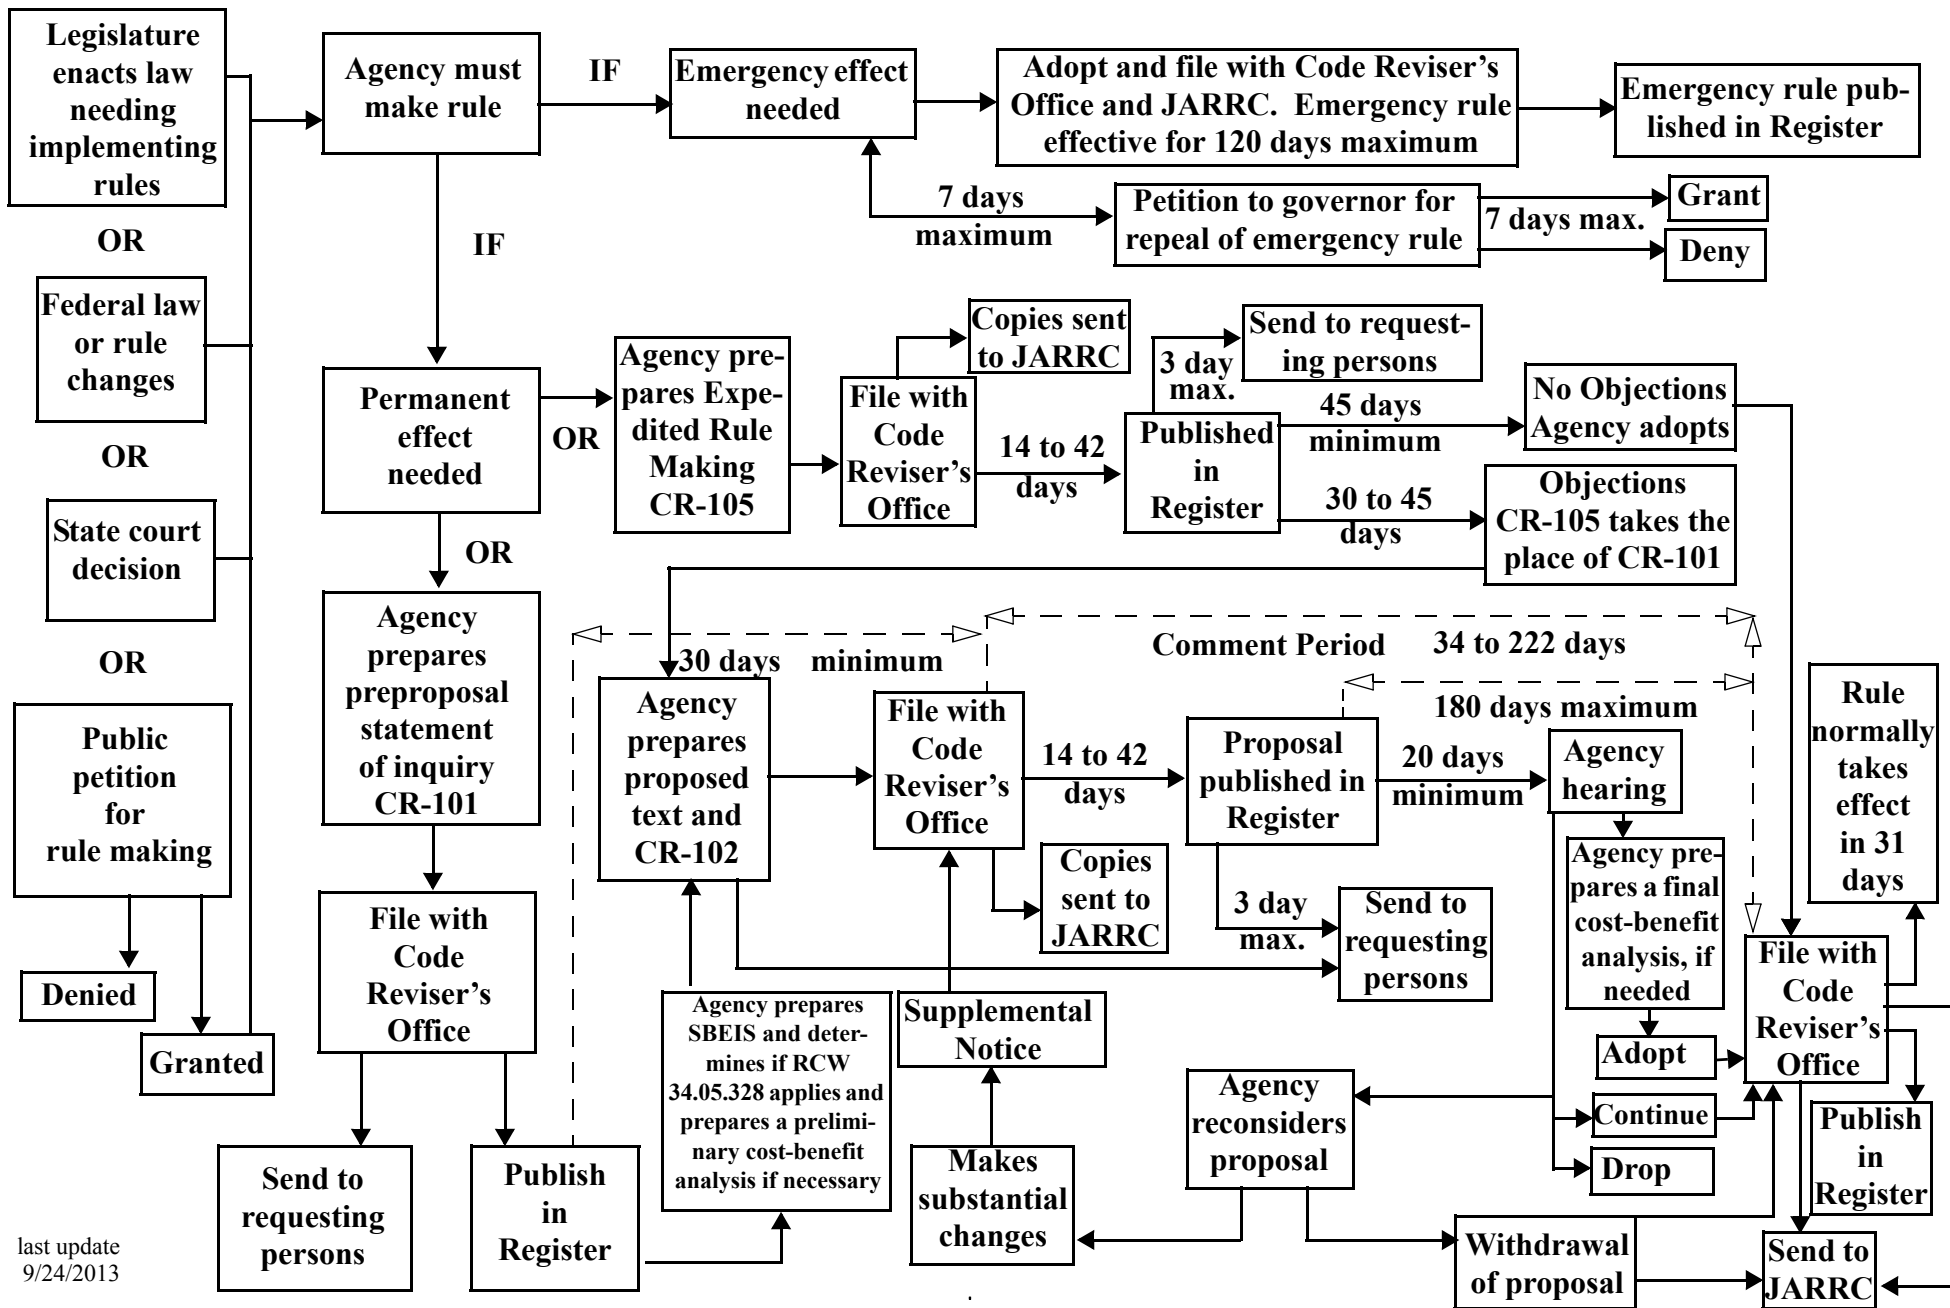 Legislature
enacts law
needing
implementing
rules
OR
Federal law
or rule
changes
OR
State court
decision
OR
Public
petition
for
rule making
Denied
Granted
Agency must
make rule
IF
Emergency effect
needed
Adopt and file with Code Reviser's
Office and JARRC. Emergency rule
effective for 120 days maximum
Emergency rule pub-
lished in Register
7 days
maximum
Petition to governor for
repeal of emergency rule
7 days max.
Grant
Deny
IF
Permanent
effect
needed
OR
Agency pre-
pares Expe-
dited Rule
Making
CR-105
File with
Code
Reviser's
Office
Copies sent
to JARRC
14 to 42
days
Published
in
Register
3 day
max.
Send to request-
ing persons
45 days
minimum
No Objections
Agency adopts
30 to 45
days
Objections
CR-105 takes the
place of CR-101
OR
Agency
prepares
preproposal
statement
of inquiry
CR-101
File with
Code
Reviser's
Office
Send to
requesting
persons
Publish
in
Register
30 days minimum
Agency prepares
SBEIS and deter-
mines if RCW
34.05.328 applies and
prepares a prelimi-
nary cost-benefit
analysis if necessary
Agency
prepares
proposed
text and
CR-102
File with
Code
Reviser's
Office
Copies
sent to
JARRC
Comment Period 34 to 222 days
14 to 42
days
Proposal
published in
Register
180 days maximum
20 days
minimum
Agency
hearing
3 day
max.
Send to
requesting
persons
Agency pre-
pares a final
cost-benefit
analysis, if
needed
Adopt
Continue
Drop
Agency
reconsiders
proposal
Makes
substantial
changes
Supplemental
Notice
Withdrawal
of proposal
File with
Code
Reviser's
Office
Rule
normally
takes
effect
in 31
days
Publish
in
Register
Send to
JARRC
last update
9/24/2013